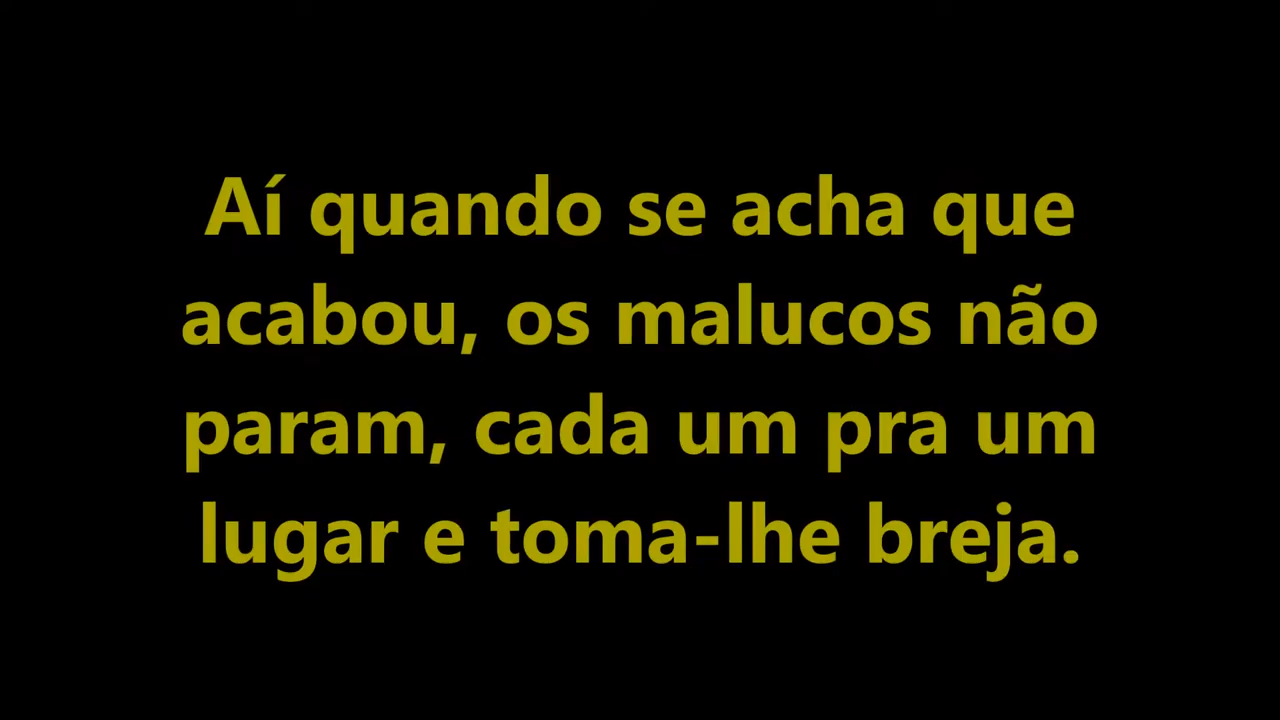 Aí quando se acha que
acabou, os malucos não
param, cada um pra um
lugar e toma-lhe breja.